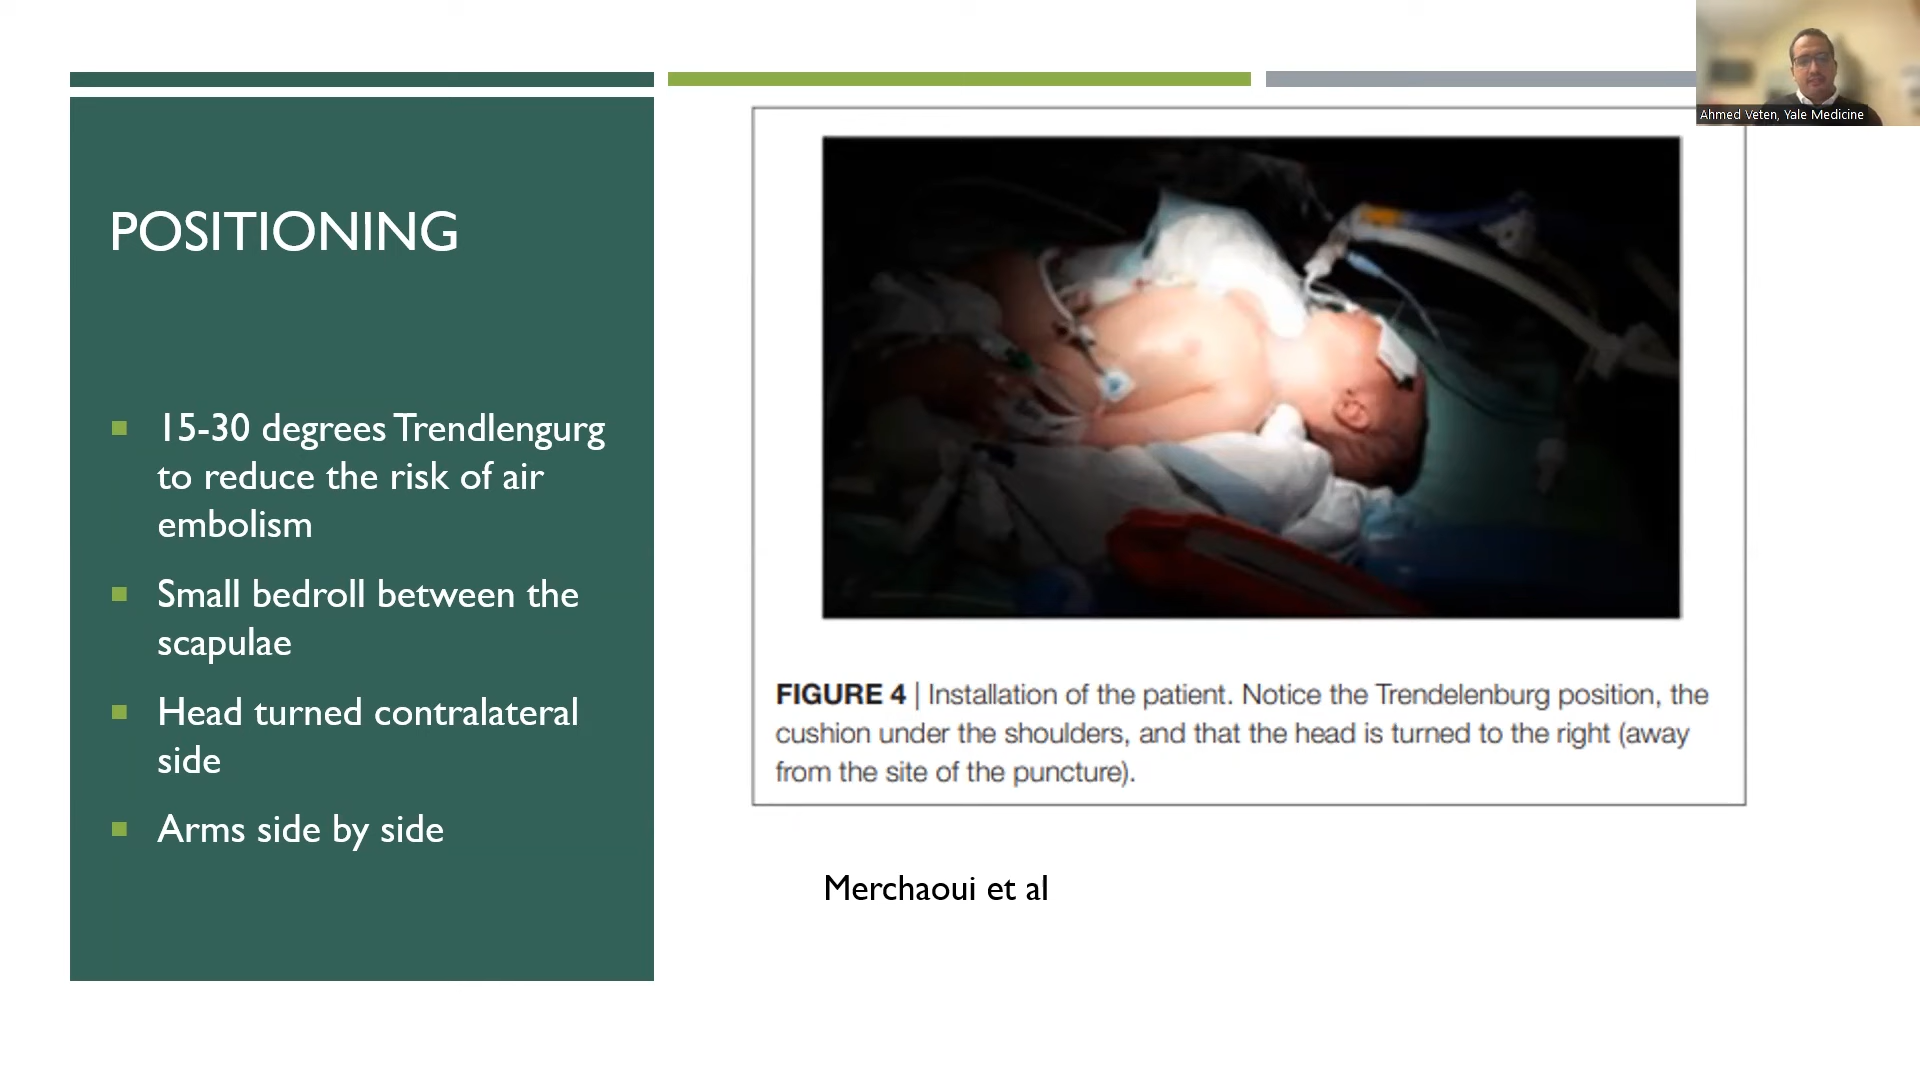 Ahmed Veten, Yale Medicine
POSITIONING
15-30 degrees Trendlengurg
to reduce the risk of air
embolism
Small bedroll between the
scapulae
Head turned contralateral
side
Arms side by side
FIGURE 4 | Installation of the patient. Notice the Trendelenburg position, the
cushion under the shoulders, and that the head is turned to the right (away
from the site of the puncture).
Merchaoui et al